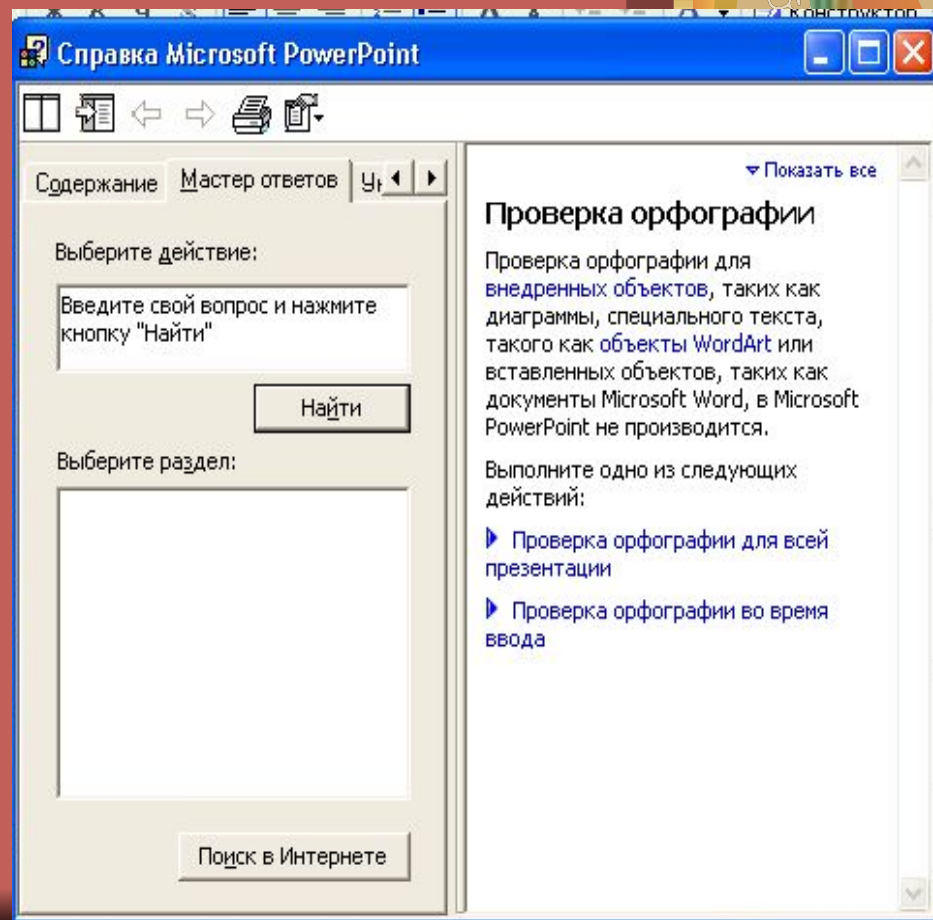 Конструктор
Справка Microsoft PowerPoint
Содержание
Мастер ответов
Показать все
Проверка орфографии
Выберите действие:
Введите свой вопрос и нажмите
кнопку "Найти"
Найти
Выберите раздел:
Поиск в Интернете
Проверка орфографии для
внедренных объектов, таких как
диаграммы, специального текста,
такого как объекты WordArt или
вставленных объектов, таких как
документы Microsoft Word, в Microsoft
PowerPoint не производится.
Выполните одно из следующих
действий:
Проверка орфографии для всей
презентации
Проверка орфографии во время
ввода